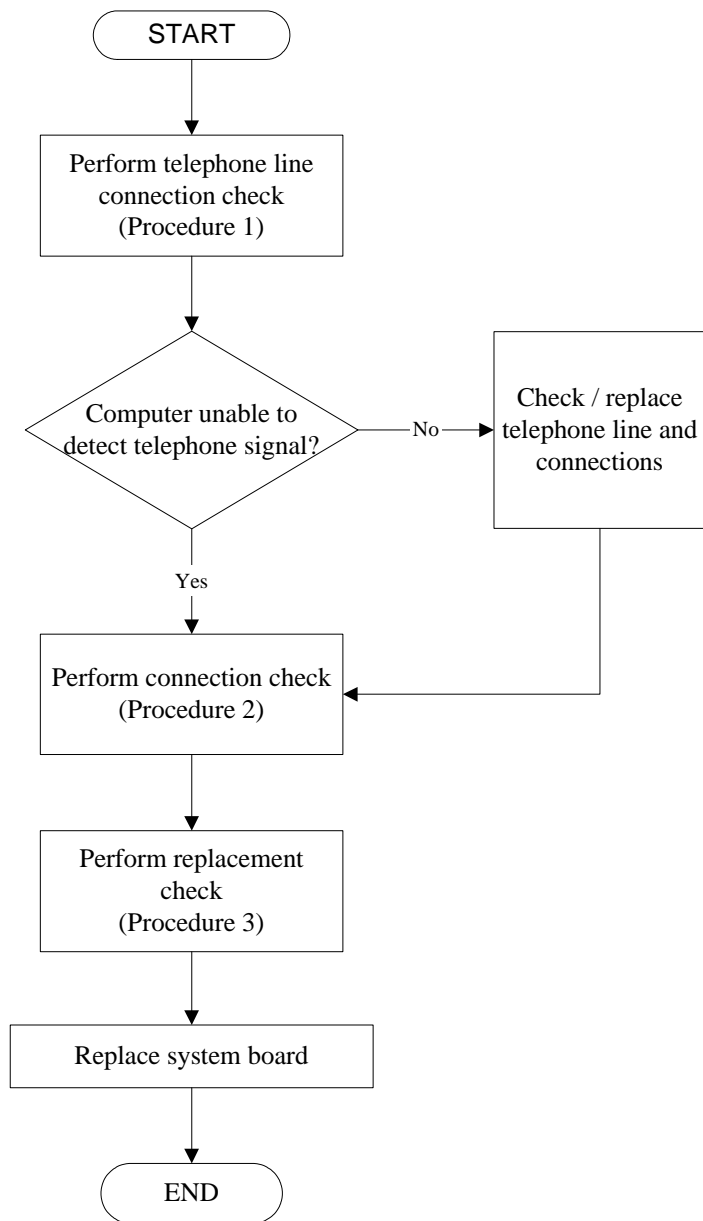 START
Perform telephone line
connection check
(Procedure 1)
Computer unable to
detect telephone signal?
No
Check / replace
telephone line and
connections
Yes
Perform connection check
(Procedure 2)
Perform replacement
check
(Procedure 3)
Replace system board
END